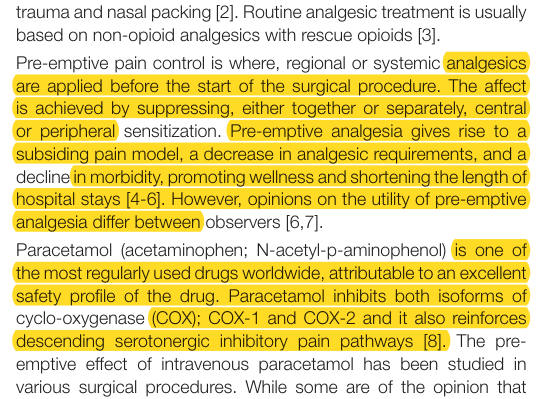 trauma and nasal packing [2]. Routine analgesic treatment is usually
based on non-opioid analgesics with rescue opioids [3].
Pre-emptive pain control is where, regional or systemic analgesics
are applied before the start of the surgical procedure. The affect
is achieved by suppressing, either together or separately, central
or peripheral sensitization. Pre-emptive analgesia gives rise to a
subsiding pain model, a decrease in analgesic requirements, and a
decline in morbidity, promoting wellness and shortening the length of
hospital stays [4-6]. However, opinions on the utility of pre-emptive
analgesia differ between observers [6,7].
Paracetamol (acetaminophen; N-acetyl-p-aminophenol) is one of
the most regularly used drugs worldwide, attributable to an excellent
safety profile of the drug. Paracetamol inhibits both isoforms of
cyclo-oxygenase (COX); COX-1 and COX-2 and it also reinforces
descending serotonergic inhibitory pain pathways [8]. The pre-
emptive effect of intravenous paracetamol has been studied in
various surgical procedures. While some are of the opinion that